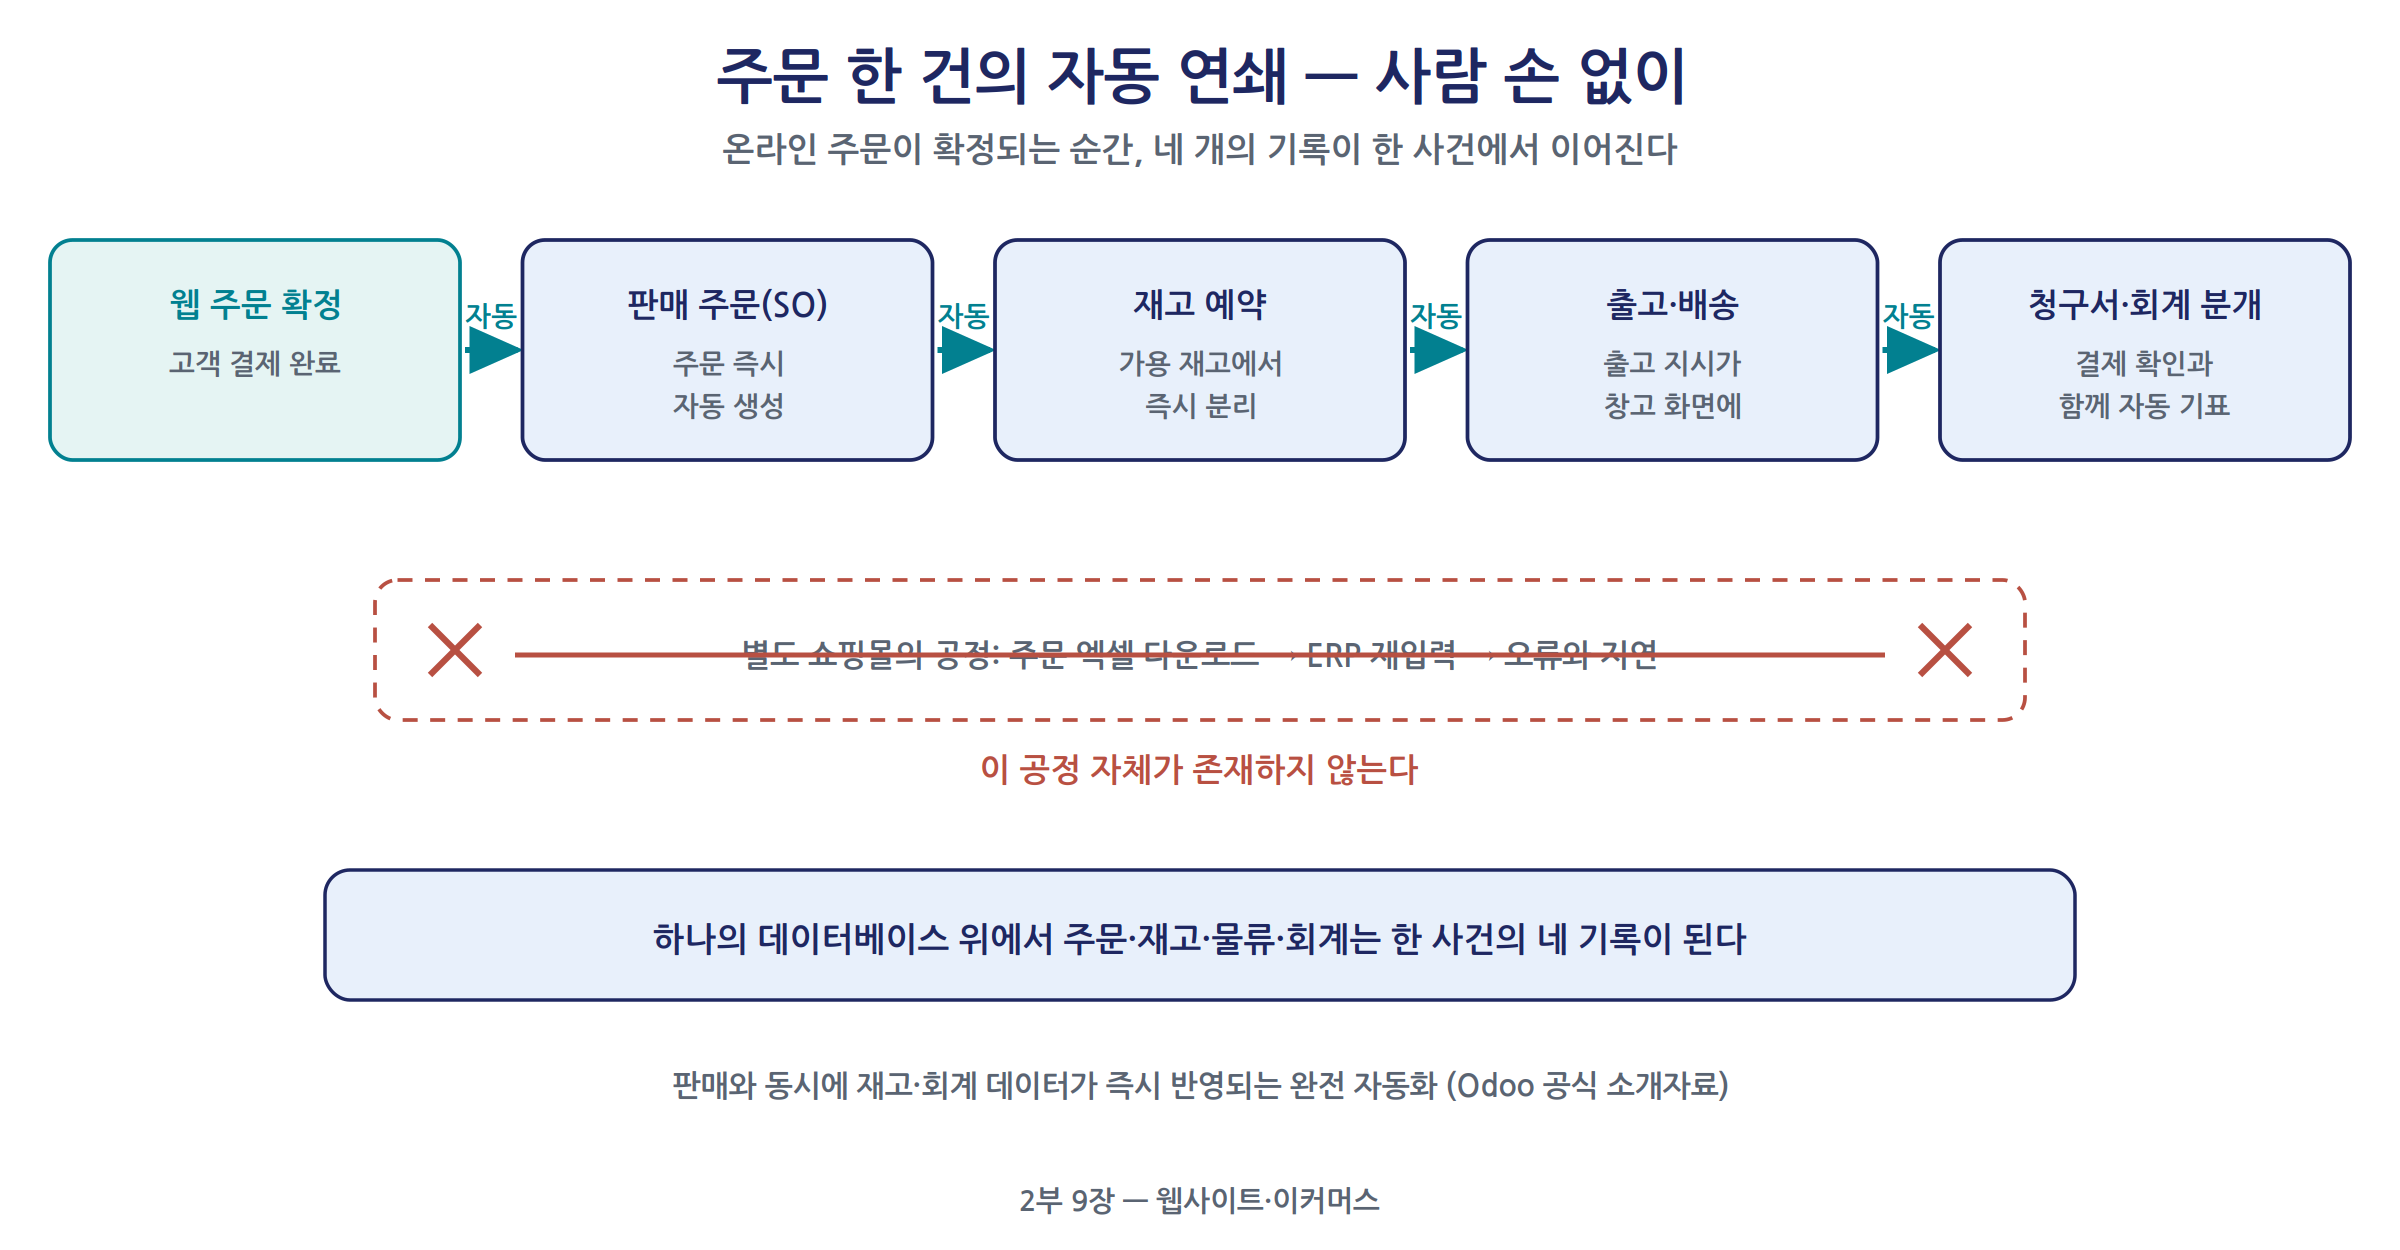 주문 한 건의 자동 연쇄 — 사람 손 없이
온라인 주문이 확정되는 순간, 네 개의 기록이 한 사건에서 이어진다
웹 주문 확정
고객 결제 완료
자동
판매 주문(SO)
주문 즉시
자동 생성
자동
재고 예약
가용 재고에서
즉시 분리
자동
출고·배송
출고 지시가
창고 화면에
자동
청구서·회계 분개
결제 확인과
함께 자동 기표
별도 쇼핑몰의 공정: 주문 엑셀 다운로드 → ERP 재입력 → 오류와 지연
이 공정 자체가 존재하지 않는다
하나의 데이터베이스 위에서 주문·재고·물류·회계는 한 사건의 네 기록이 된다
판매와 동시에 재고·회계 데이터가 즉시 반영되는 완전 자동화 (Odoo 공식 소개자료)
2부 9장 — 웹사이트·이커머스